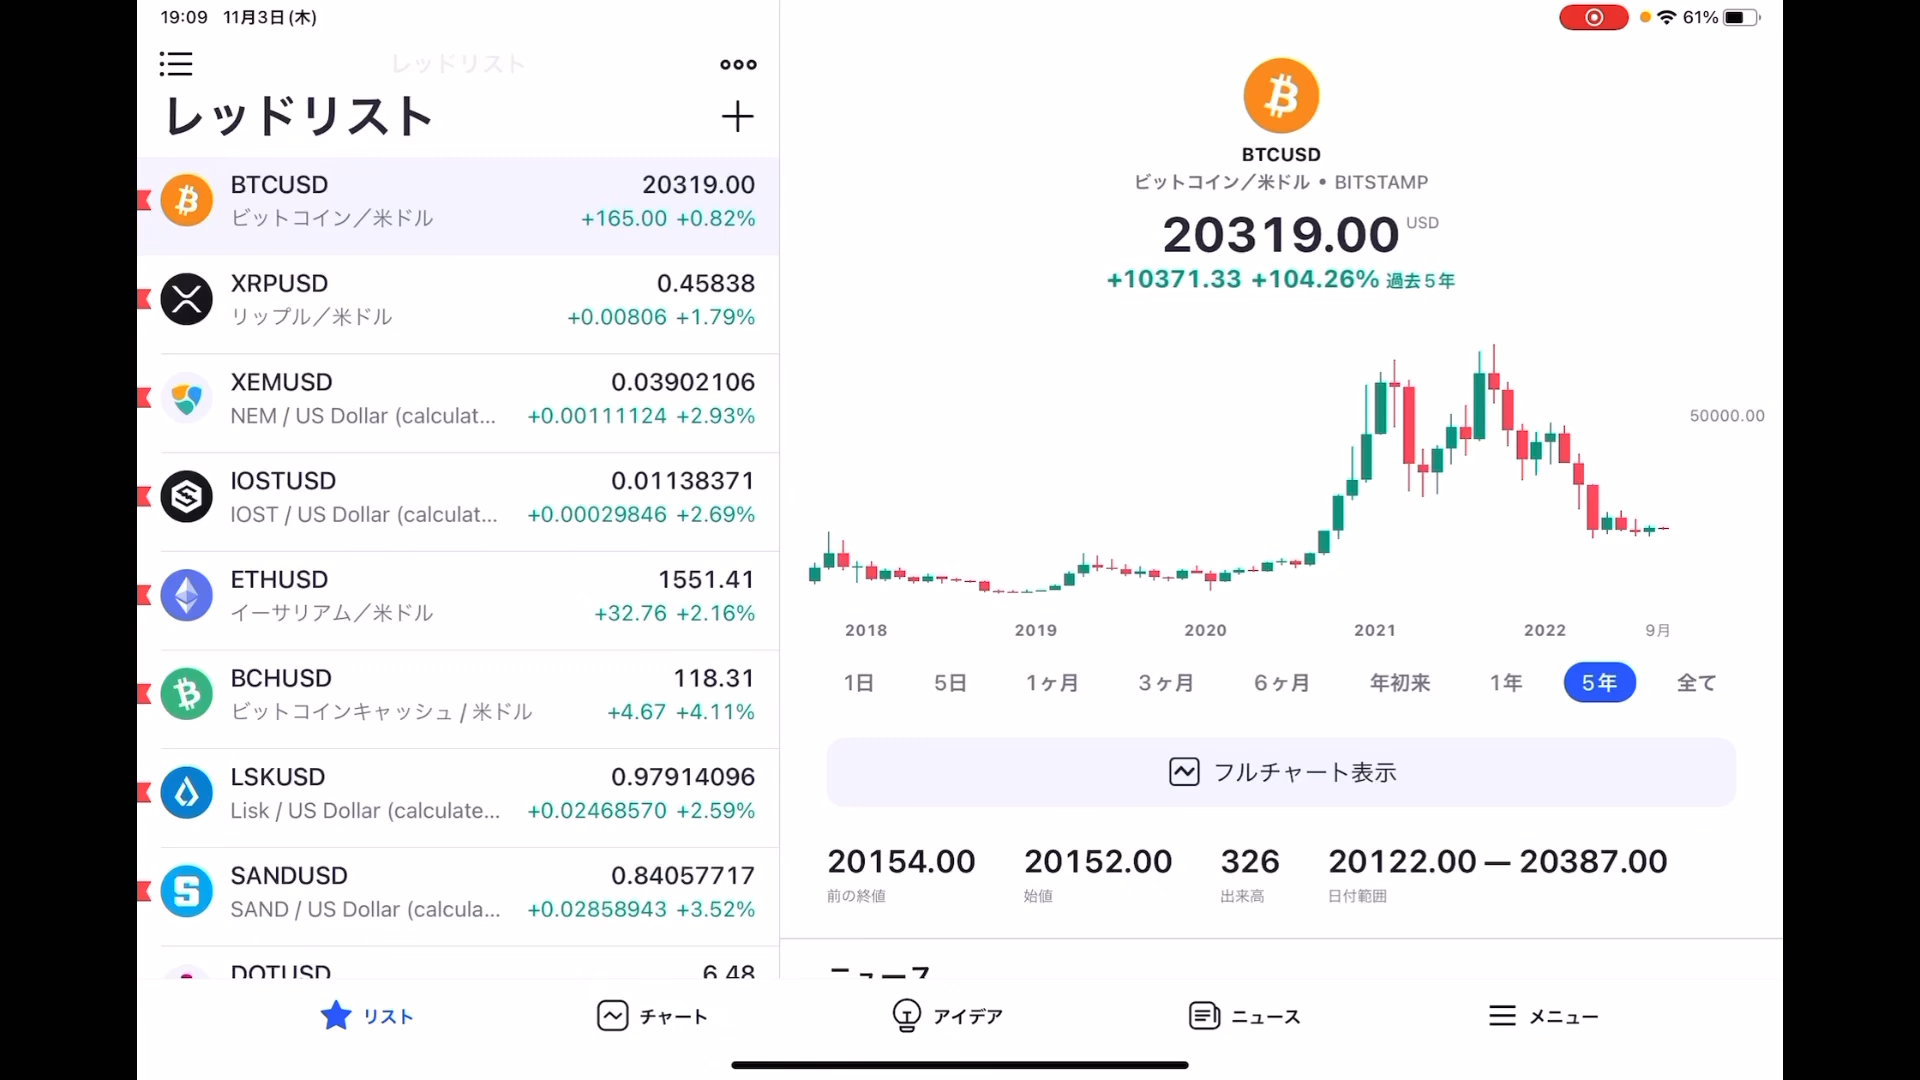 19:09 11月3日(木)
61%
レッドリスト
レッドリスト
BTCUSD 20319.00
ビットコイン／米ドル +165.00 +0.82%
XRPUSD 0.45838
リップル／米ドル +0.00806 +1.79%
XEMUSD 0.03902106
NEM / US Dollar (calculat... +0.00111124 +2.93%
IOSTUSD 0.01138371
IOST / US Dollar (calculat... +0.00029846 +2.69%
ETHUSD 1551.41
イーサリアム／米ドル +32.76 +2.16%
BCHUSD 118.31
ビットコインキャッシュ / 米ドル +4.67 +4.11%
LSKUSD 0.97914096
Lisk / US Dollar (calculate... +0.02468570 +2.59%
SANDUSD 0.84057717
SAND / US Dollar (calcula... +0.02858943 +3.52%
DOTUSD 6.48
BTCUSD
ビットコイン／米ドル • BITSTAMP
20319.00 USD
+10371.33 +104.26% 過去5年
50000.00
2018 2019 2020 2021 2022 9月
1日 5日 1ヶ月 3ヶ月 6ヶ月 年初来 1年 5年 全て
フルチャート表示
20154.00 20152.00 326 20122.00 — 20387.00
前の終値 始値 出来高 日付範囲
ニュース
リスト チャート アイデア ニュース メニュー